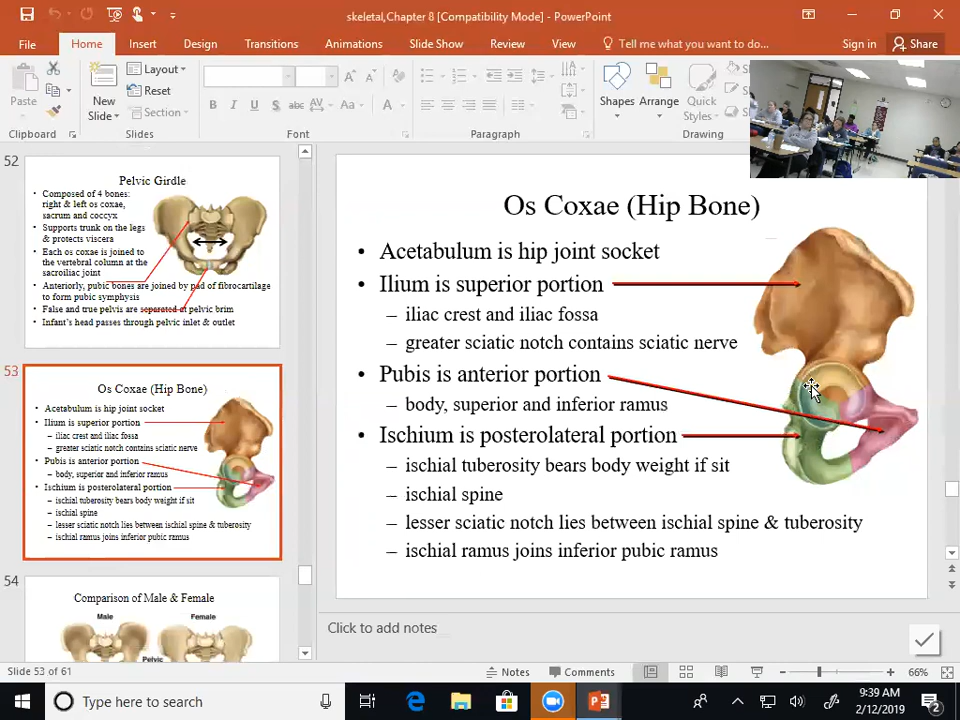 skeletal,Chapter 8 [Compatibility Mode] - PowerPoint
File Home Insert Design Transitions Animations Slide Show Review View Tell me what you want to do... Sign in Share
Paste
New Slide
Layout
Reset
Section
B I U S abc AV Aa A
Shapes Arrange Quick Styles
Clipboard Slides Font Paragraph Drawing
52
Pelvic Girdle
• Composed of 4 bones:
right & left os coxae,
sacrum and coccyx
• Supports trunk on the legs
& protects viscera
• Each os coxae is joined to
the vertebral column at the
sacroiliac joint
• Anteriorly, pubic bones are joined by pad of fibrocartilage
to form pubic symphysis
• False and true pelvis are separated at pelvic brim
• Infant's head passes through pelvic inlet & outlet
53
Os Coxae (Hip Bone)
• Acetabulum is hip joint socket
• Ilium is superior portion
– iliac crest and iliac fossa
– greater sciatic notch contains sciatic nerve
• Pubis is anterior portion
– body, superior and inferior ramus
• Ischium is posterolateral portion
– ischial tuberosity bears body weight if sit
– ischial spine
– lesser sciatic notch lies between ischial spine & tuberosity
– ischial ramus joins inferior pubic ramus
54
Comparison of Male & Female
Male Female
Pelvic
Os Coxae (Hip Bone)
• Acetabulum is hip joint socket
• Ilium is superior portion
– iliac crest and iliac fossa
– greater sciatic notch contains sciatic nerve
• Pubis is anterior portion
– body, superior and inferior ramus
• Ischium is posterolateral portion
– ischial tuberosity bears body weight if sit
– ischial spine
– lesser sciatic notch lies between ischial spine & tuberosity
– ischial ramus joins inferior pubic ramus
Click to add notes
Slide 53 of 61 Notes Comments 66%
Type here to search
9:39 AM
2/12/2019
2